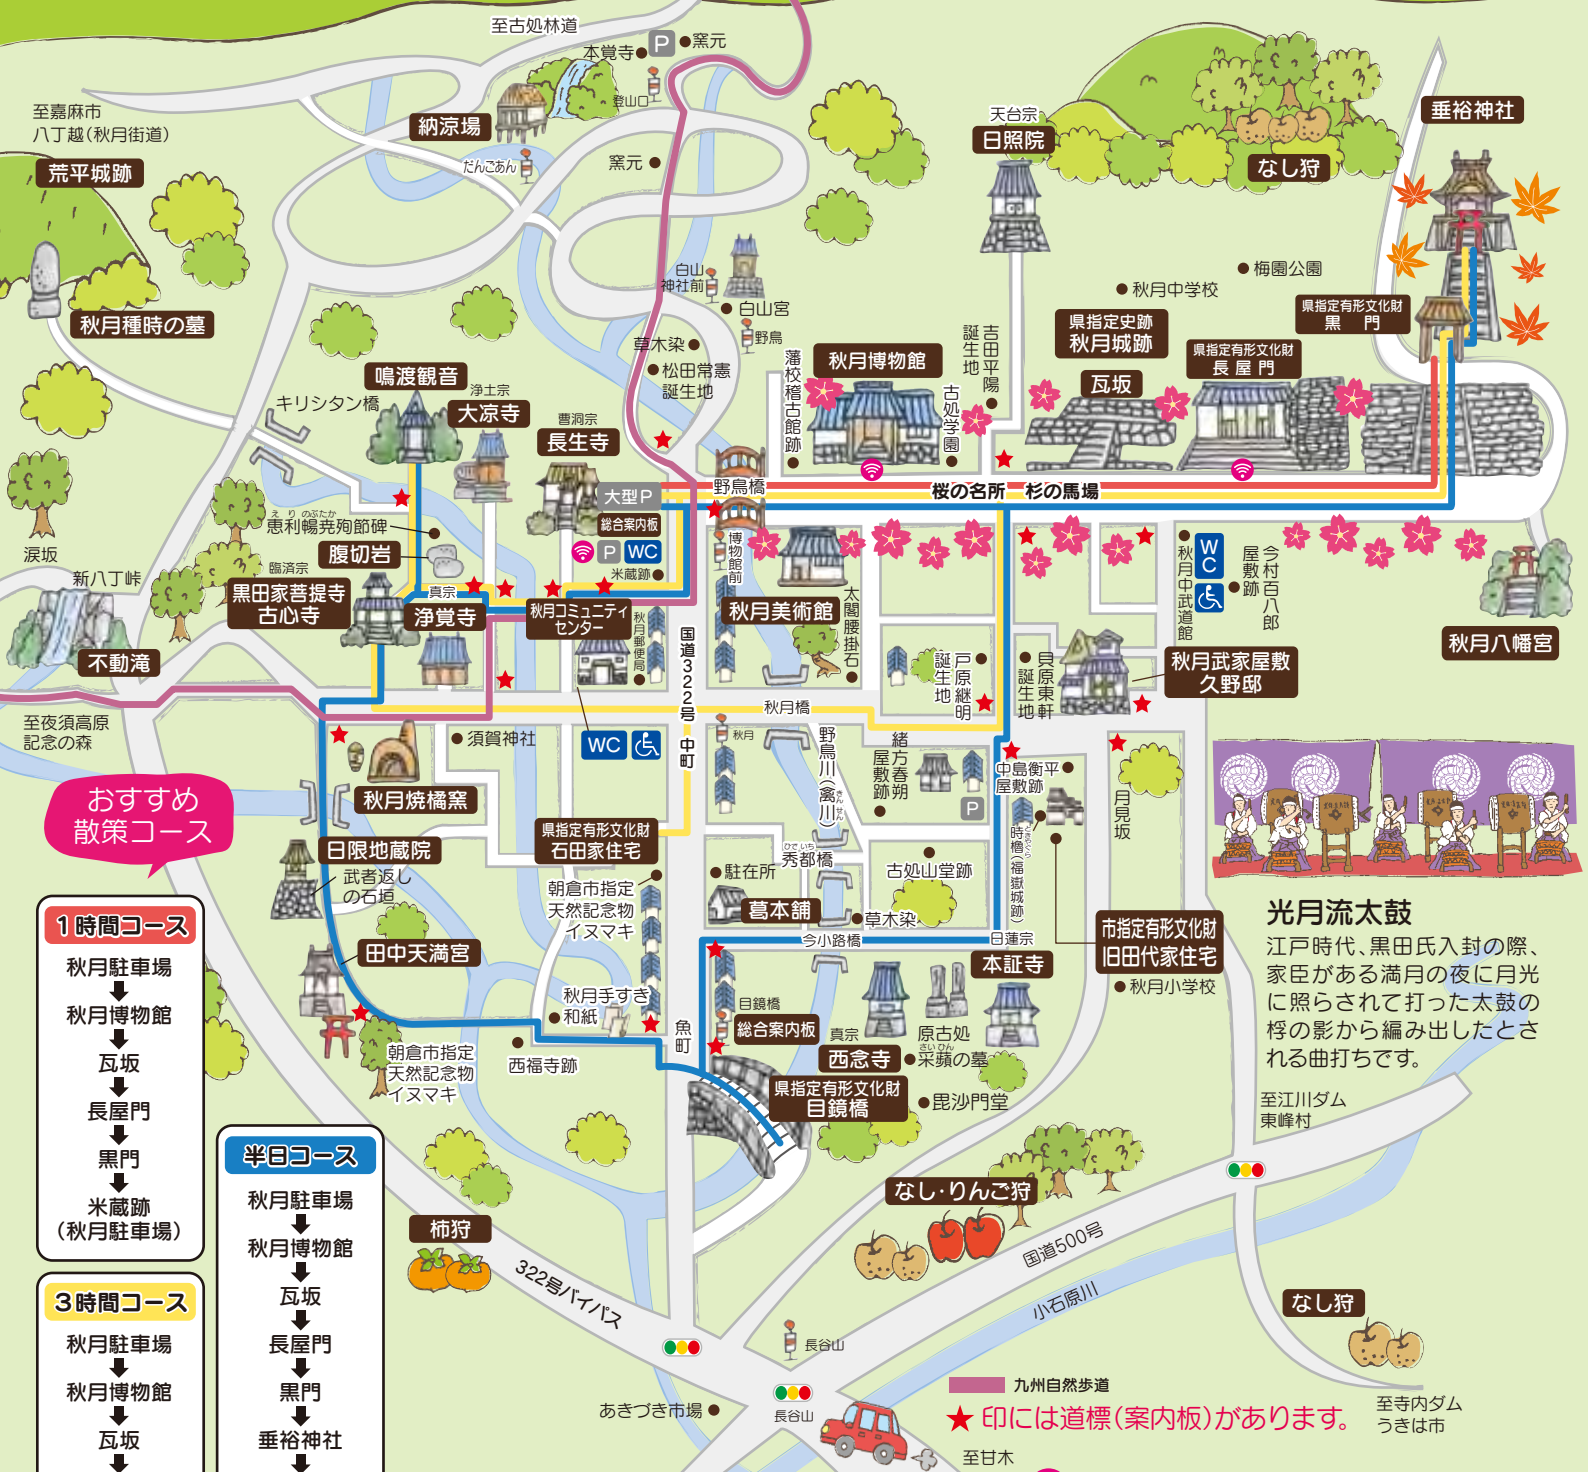 至古処林道
本覚寺
P
窯元
登山口
至嘉麻市
八丁越(秋月街道)
納涼場
だんごあん
窯元
荒平城跡
秋月種時の墓
天台宗
日照院
なし狩
垂裕神社
白山
神社前
白山宮
野鳥
草木染
松田常憲
誕生地
梅園公園
秋月中学校
県指定有形文化財
黒門
県指定史跡
秋月城跡
県指定有形文化財
長屋門
瓦坂
吉田平陽
誕生地
秋月博物館
藩校稽古館跡
古処学園
鳴渡観音
キリシタン橋
浄土宗
大凉寺
曹洞宗
長生寺
大型P
総合案内板
P
WC
米蔵跡
野鳥橋
桜の名所 杉の馬場
博物館前
えり のぶたか
恵利暢尭殉節碑
腹切岩
涙坂
新八丁峠
不動滝
臨済宗
黒田家菩提寺
古心寺
真宗
浄覚寺
秋月コミュニティ
センター
秋月郵便局
国道322号 中町
秋月美術館
太閤腰掛石
戸原継明
誕生地
貝原東軒
誕生地
秋月中武道館
WC
今村百八郎
屋敷跡
秋月八幡宮
秋月武家屋敷
久野邸
至夜須高原
記念の森
須賀神社
WC
秋月橋
秋月
野鳥川(禽川)
きんせん
緒方春朔
屋敷跡
P
中島衡平
屋敷跡
月見坂
時櫓(福嶽城跡)
ときやぐら
秋月焼橘窯
日限地蔵院
武者返し
の石垣
県指定有形文化財
石田家住宅
朝倉市指定
天然記念物
イヌマキ
駐在所
葛本舗
ひでいち
秀都橋
草木染
古処山堂跡
今小路橋
日蓮宗
本証寺
市指定有形文化財
旧田代家住宅
秋月小学校
田中天満宮
秋月手すき
和紙
西福寺跡
朝倉市指定
天然記念物
イヌマキ
魚町
目鏡橋
総合案内板
真宗
西念寺
原古処
さいひん
采蘋の墓
県指定有形文化財
目鏡橋
毘沙門堂
光月流太鼓
江戸時代、黒田氏入封の際、
家臣がある満月の夜に月光
に照らされて打った太鼓の
桴の影から編み出したとさ
れる曲打ちです。
至江川ダム
東峰村
おすすめ
散策コース
1時間コース
秋月駐車場
秋月博物館
瓦坂
長屋門
黒門
米蔵跡
(秋月駐車場)
3時間コース
秋月駐車場
秋月博物館
瓦坂
半日コース
秋月駐車場
秋月博物館
瓦坂
長屋門
黒門
垂裕神社
柿狩
322号バイパス
なし・りんご狩
国道500号
小石原川
なし狩
長谷山
長谷山
あきづき市場
九州自然歩道
★印には道標(案内板)があります。
至寺内ダム
うきは市
至甘木